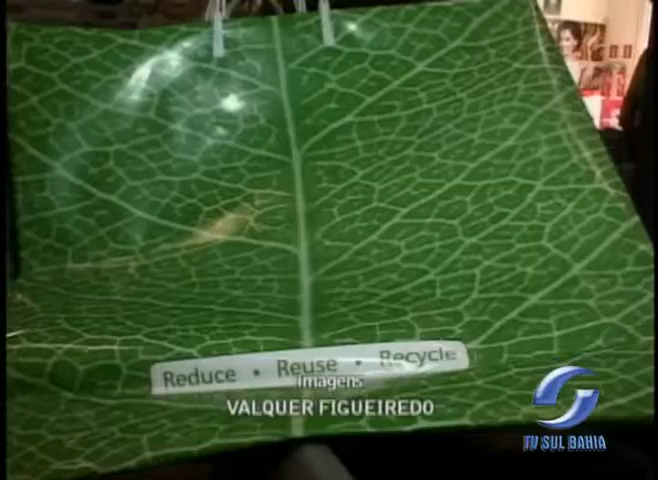 Reduce • Reuse • Recycle
Imagens
VALQUER FIGUEIREDO
TV SUL BAHIA